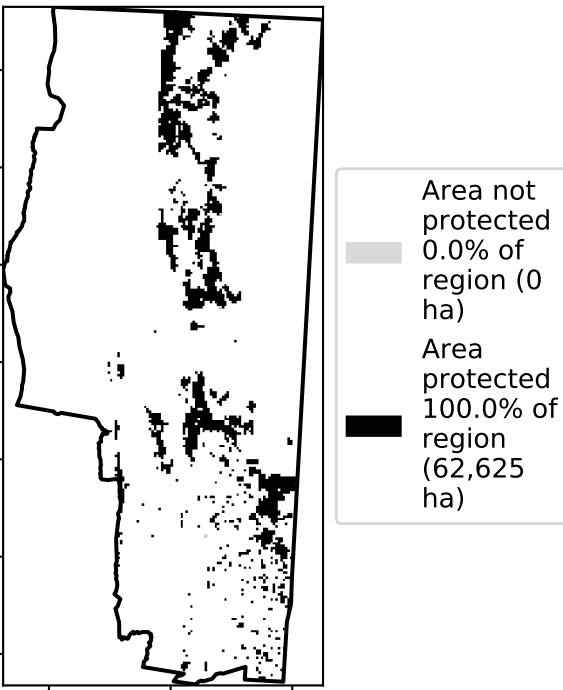 Area not
protected
0.0% of
region (0
ha)
Area
protected
100.0% of
region
(62,625
ha)